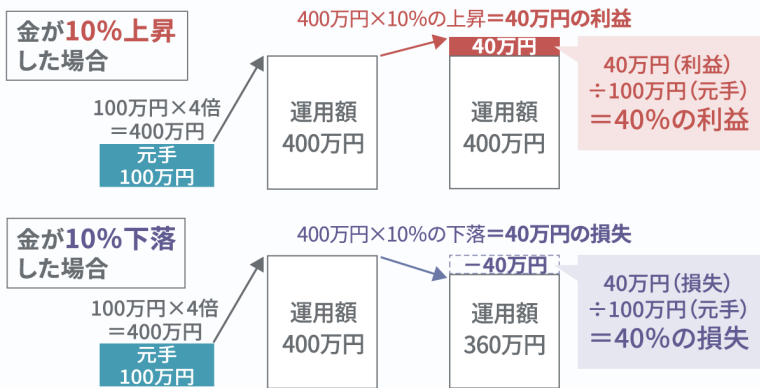 金が10%上昇
した場合
400万円×10%の上昇＝40万円の利益
100万円×4倍
＝400万円
元手
100万円
運用額
400万円
40万円
運用額
400万円
40万円（利益）
÷100万円（元手）
＝40%の利益
金が10%下落
した場合
400万円×10%の下落＝40万円の損失
100万円×4倍
＝400万円
元手
100万円
運用額
400万円
－40万円
運用額
360万円
40万円（損失）
÷100万円（元手）
＝40%の損失